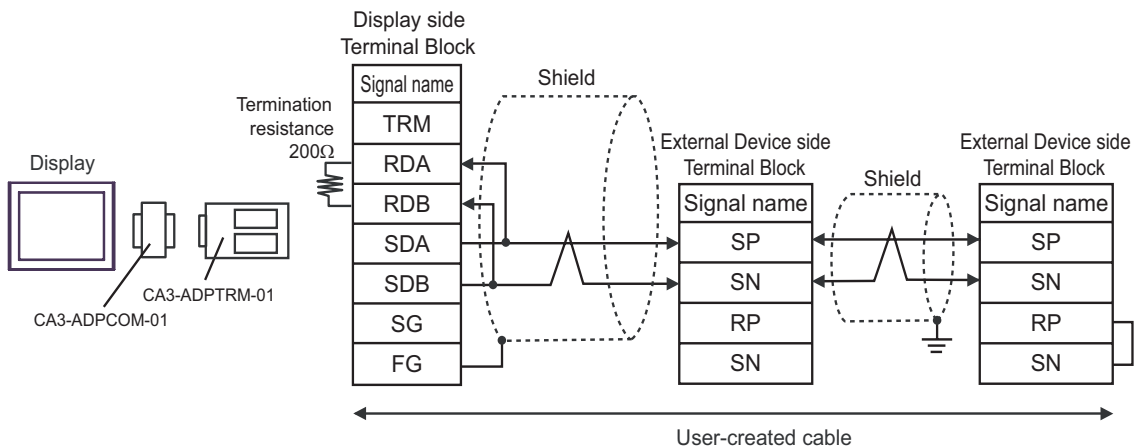 Display side
Terminal Block
Signal name
TRM
RDA
RDB
SDA
SDB
SG
FG
Termination
resistance
200Ω
Shield
Display
CA3-ADPTRM-01
CA3-ADPCOM-01
External Device side
Terminal Block
Signal name
SP
SN
RP
SN
Shield
External Device side
Terminal Block
Signal name
SP
SN
RP
SN
User-created cable